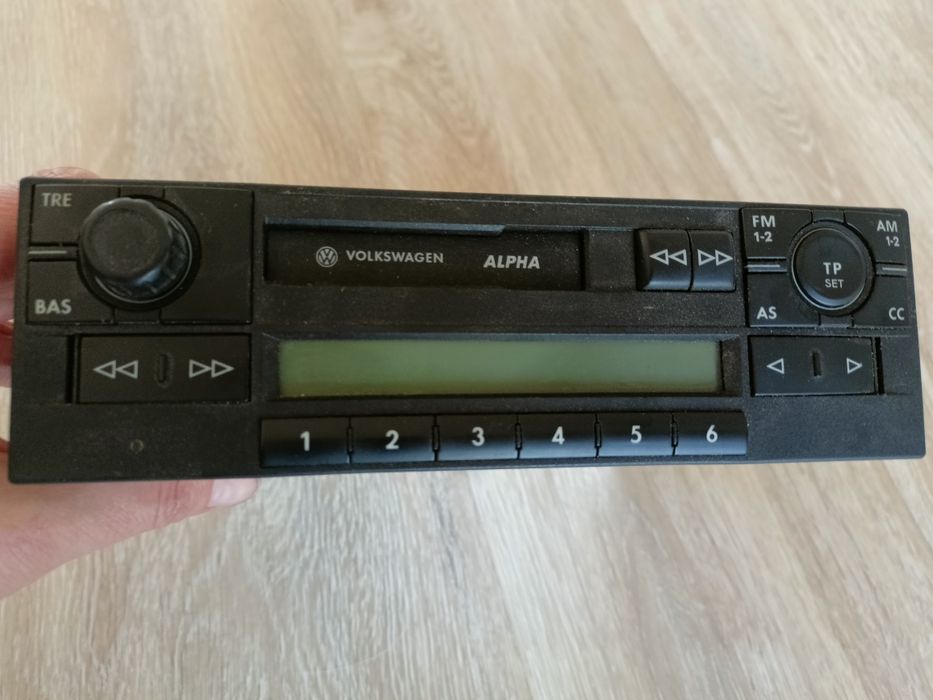 TRE
BAS
VOLKSWAGEN ALPHA
FM
1-2
AM
1-2
TP
SET
AS
CC
1 2 3 4 5 6